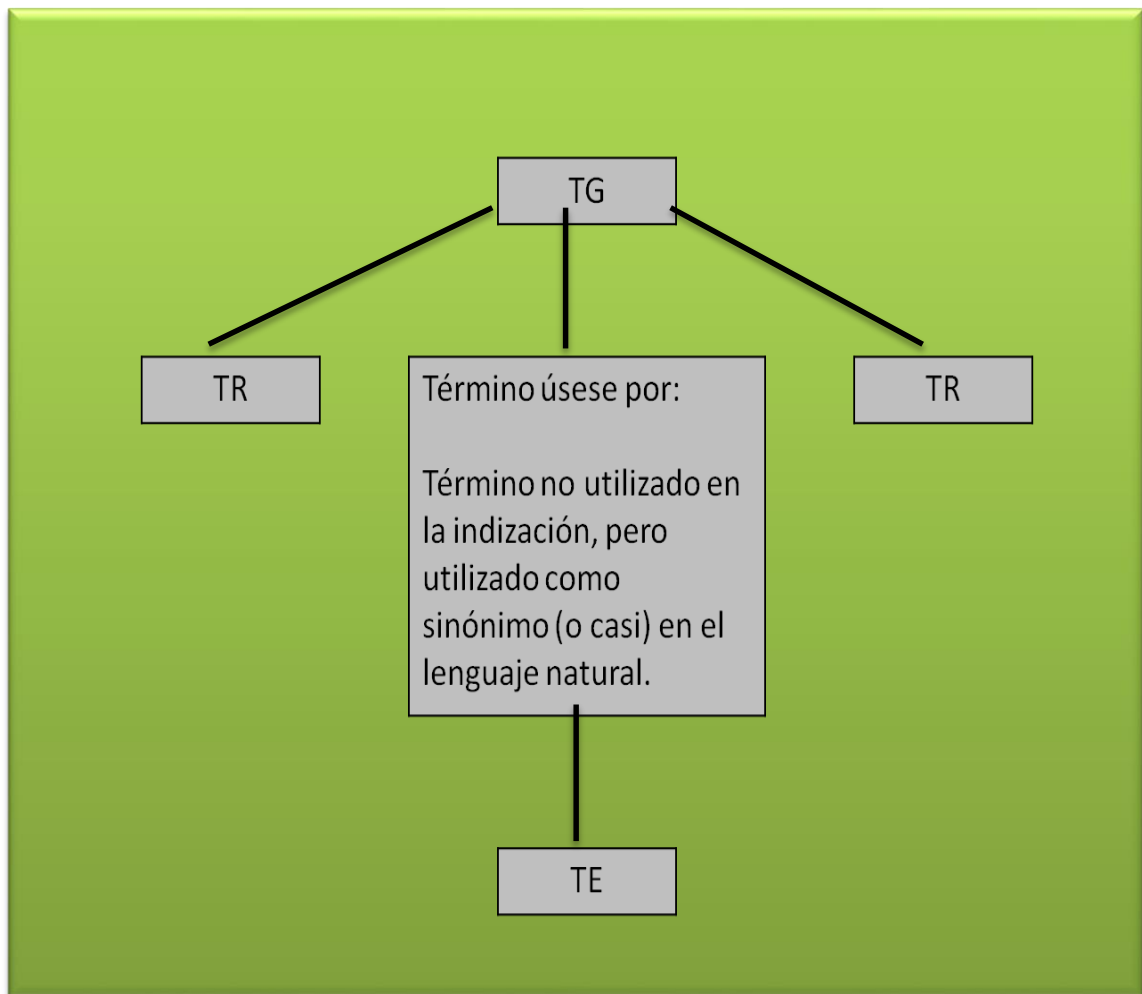 TG
TR
Término úsese por:
Término no utilizado en
la indización, pero
utilizado como
sinónimo (o casi) en el
lenguaje natural.
TR
TE